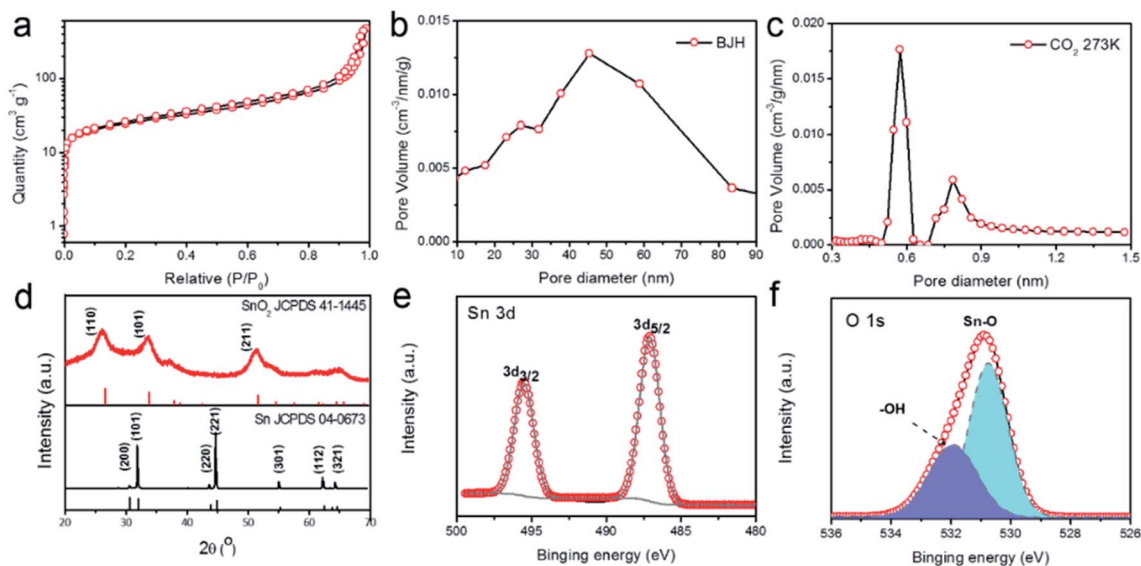 a
1
10
100
0.0 0.2 0.4 0.6 0.8 1.0
Quantity (cm³ g⁻¹)
Relative (P/P₀)
b
BJH
0.015
0.010
0.005
0.000
10 20 30 40 50 60 70 80 90
Pore Volume (cm⁻³/nm/g)
Pore diameter (nm)
c
CO₂ 273K
0.020
0.015
0.010
0.005
0.000
0.3 0.6 0.9 1.2 1.5
Pore Volume (cm⁻³/g/nm)
Pore diameter (nm)
d
SnO₂ JCPDS 41-1445
(110)
(101)
(211)
Sn JCPDS 04-0673
(200)
(101)
(220)
(221)
(301)
(112)
(321)
20 30 40 50 60 70
Intensity (a.u.)
2θ (°)
e
Sn 3d
3d3/2
3d5/2
500 495 490 485 480
Intensity (a.u.)
Binging energy (eV)
f
O 1s
Sn-O
-OH
536 534 532 530 528 526
Intensity (a.u.)
Binging energy (eV)